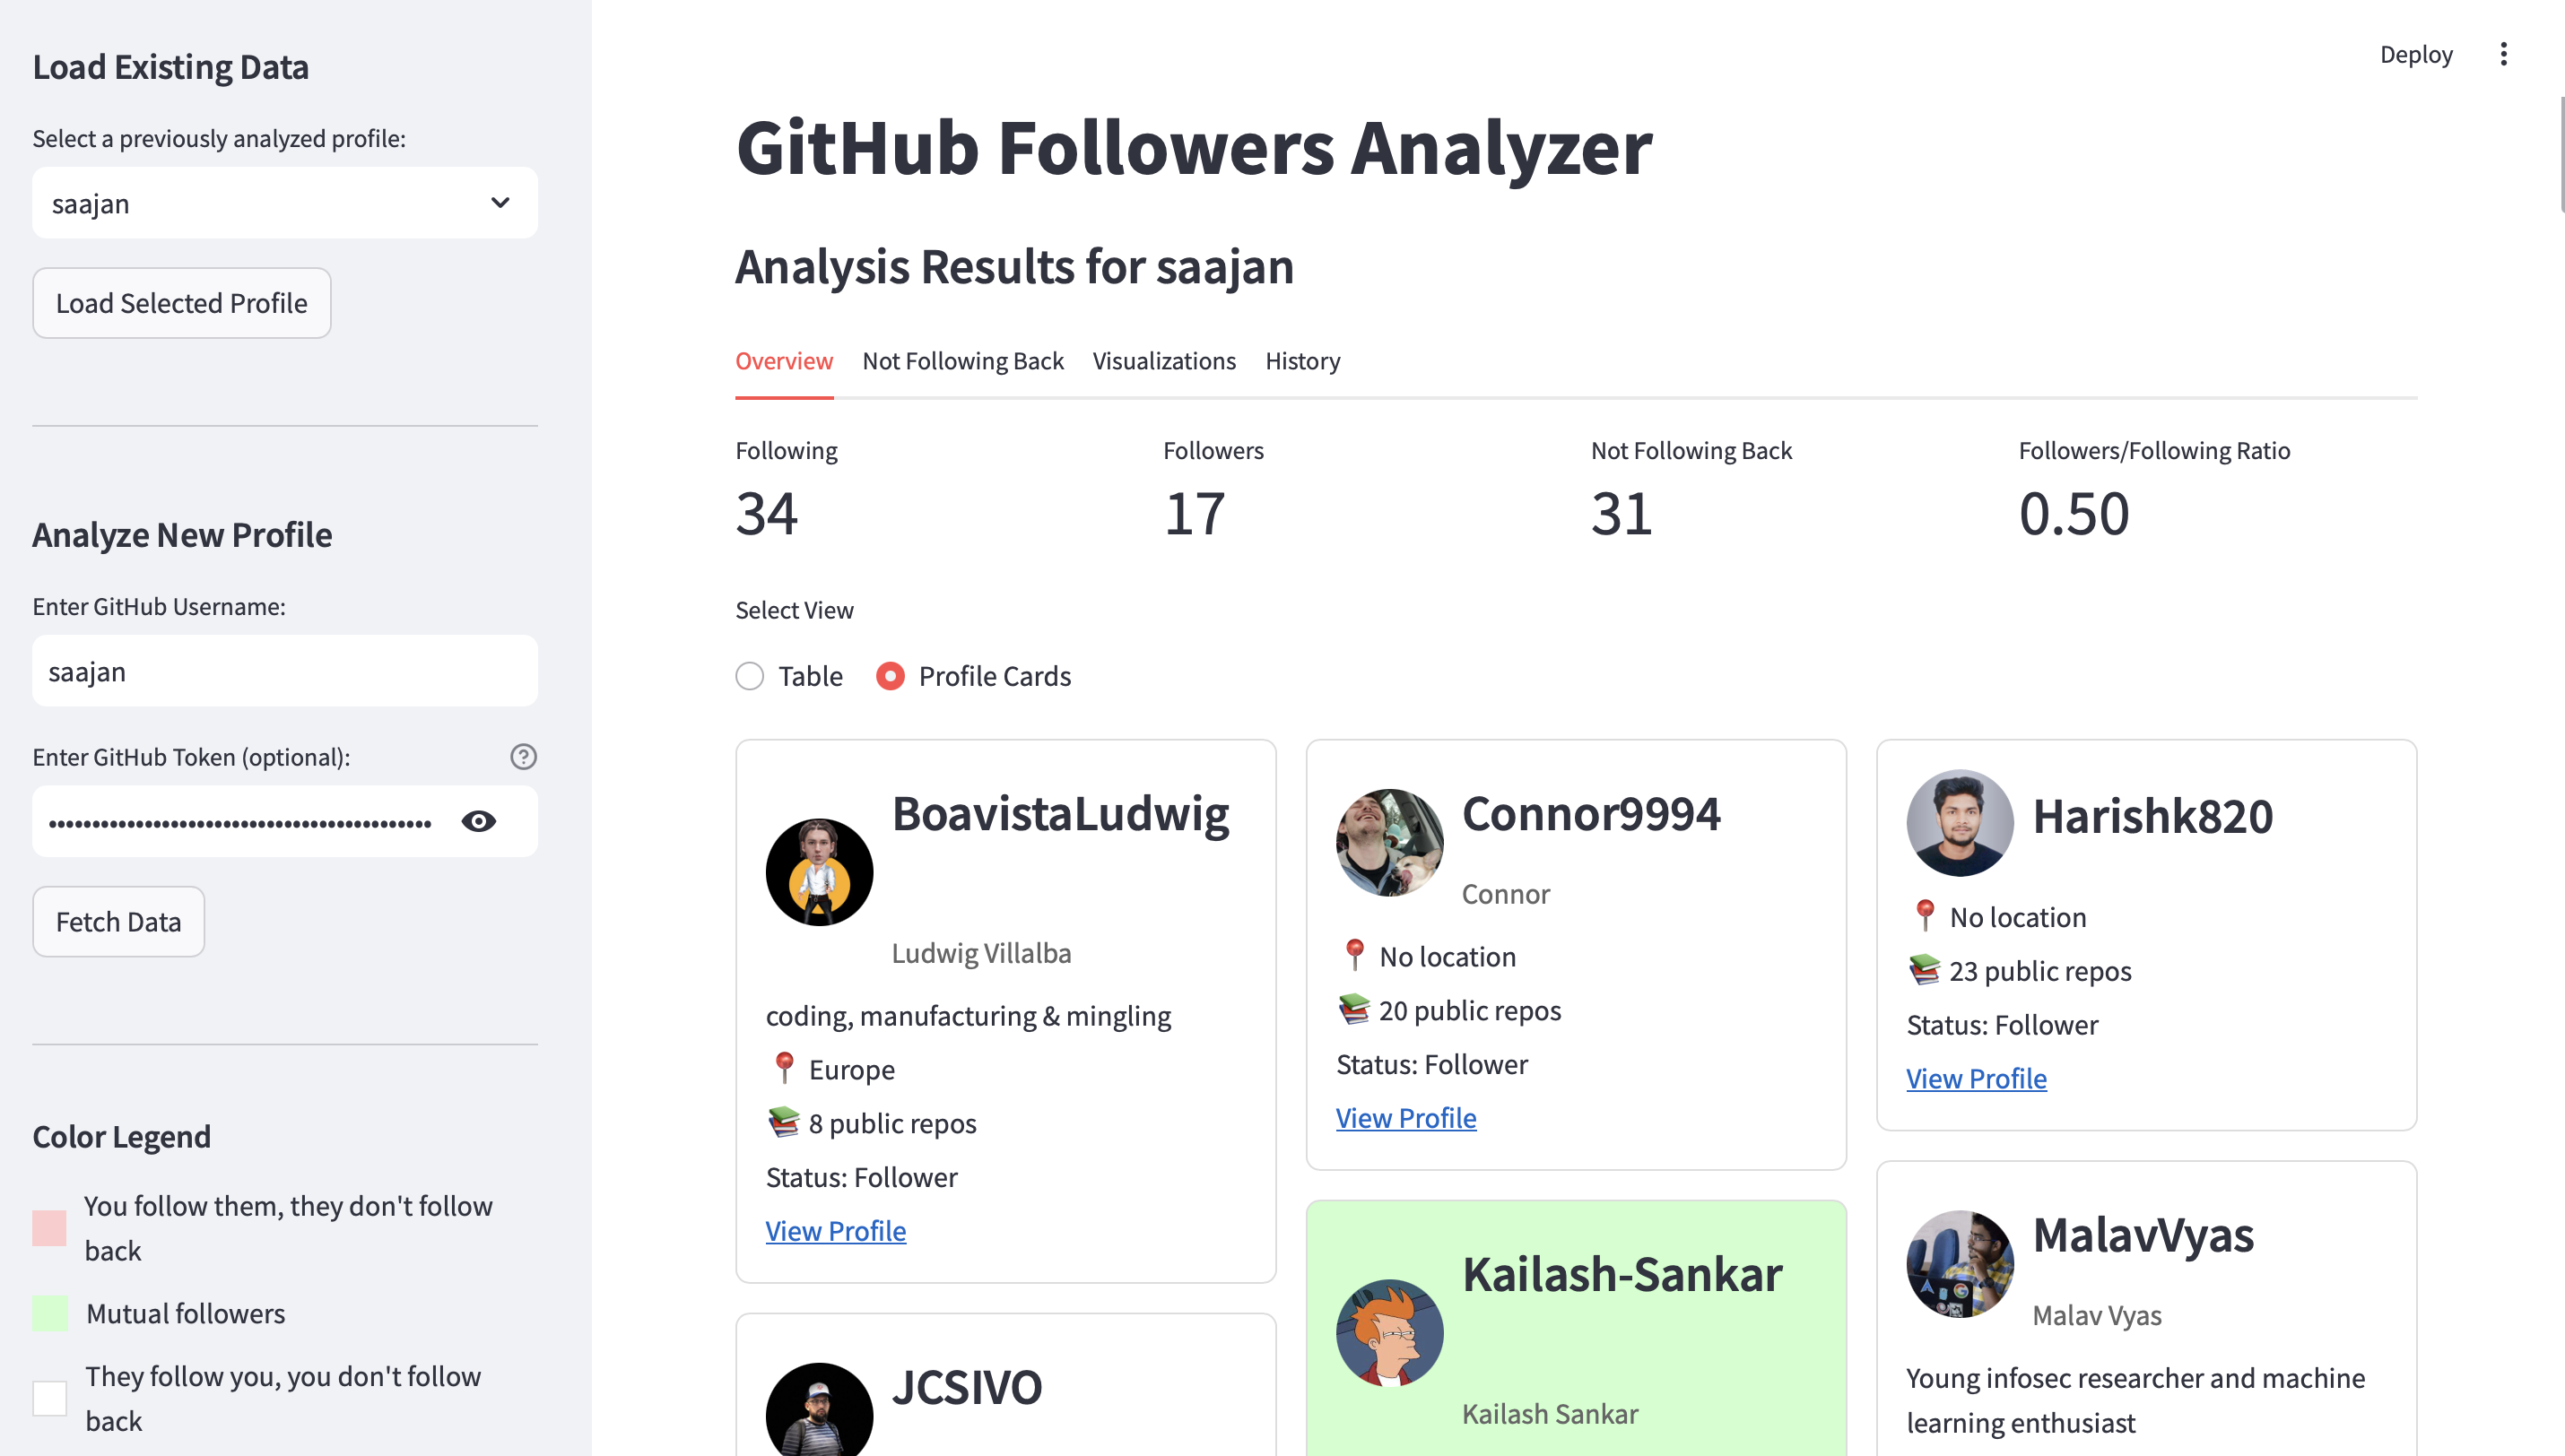 Load Existing Data
Select a previously analyzed profile:
saajan
Load Selected Profile
Analyze New Profile
Enter GitHub Username:
saajan
Enter GitHub Token (optional):
••••••••••••••••••••••••••••••••••••••••
Fetch Data
Color Legend
You follow them, they don't follow
back
Mutual followers
They follow you, you don't follow
back
Deploy
GitHub Followers Analyzer
Analysis Results for saajan
Overview Not Following Back Visualizations History
Following Followers Not Following Back Followers/Following Ratio
34 17 31 0.50
Select View
Table Profile Cards
BoavistaLudwig
Ludwig Villalba
coding, manufacturing & mingling
Europe
8 public repos
Status: Follower
View Profile
JCSIVO
Connor9994
Connor
No location
20 public repos
Status: Follower
View Profile
Kailash-Sankar
Kailash Sankar
Harishk820
No location
23 public repos
Status: Follower
View Profile
MalavVyas
Malav Vyas
Young infosec researcher and machine
learning enthusiast